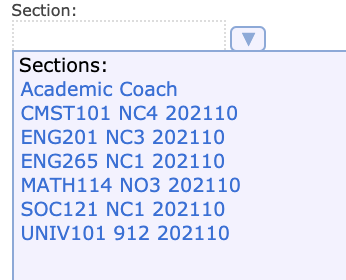 Section:
Sections:
Academic Coach
CMST101 NC4 202110
ENG201 NC3 202110
ENG265 NC1 202110
MATH114 NO3 202110
SOC121 NC1 202110
UNIV101 912 202110